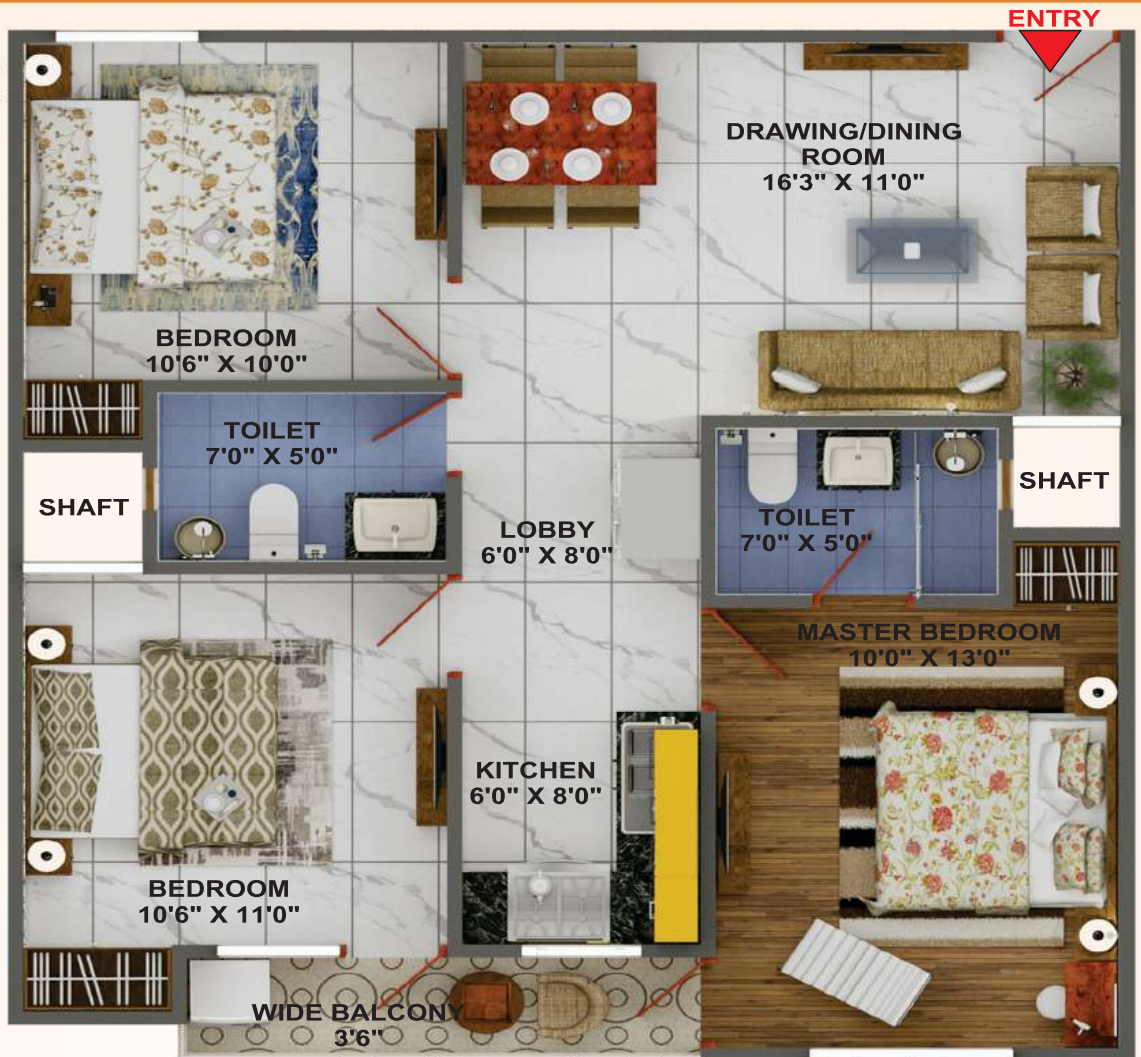 ENTRY
DRAWING/DINING
ROOM
16'3" X 11'0"
BEDROOM
10'6" X 10'0"
TOILET
7'0" X 5'0"
SHAFT
LOBBY
6'0" X 8'0"
TOILET
7'0" X 5'0"
SHAFT
MASTER BEDROOM
10'0" X 13'0"
KITCHEN
6'0" X 8'0"
BEDROOM
10'6" X 11'0"
WIDE BALCONY
3'6"